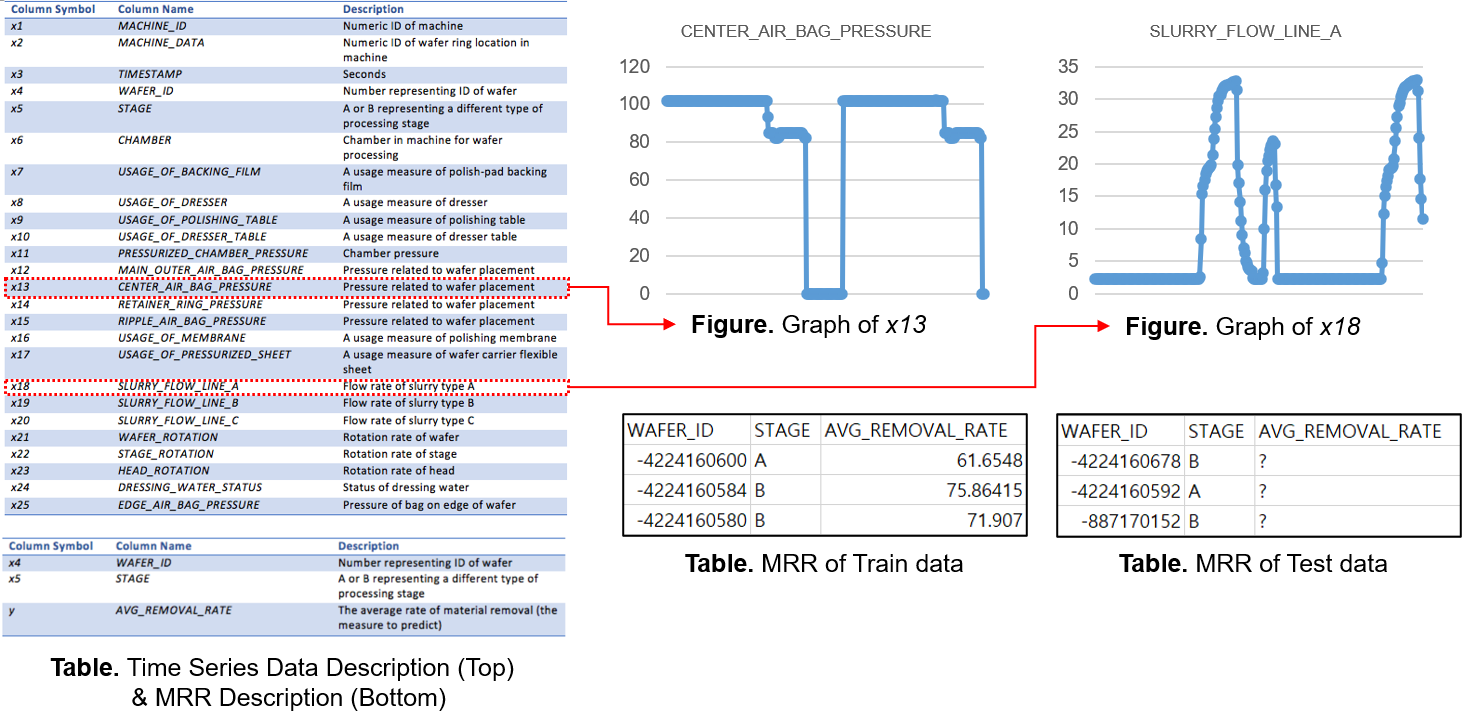 Column Symbol Column Name Description
x1 MACHINE_ID Numeric ID of machine
x2 MACHINE_DATA Numeric ID of wafer ring location in
machine
x3 TIMESTAMP Seconds
x4 WAFER_ID Number representing ID of wafer
x5 STAGE A or B representing a different type of
processing stage
x6 CHAMBER Chamber in machine for wafer
processing
x7 USAGE_OF_BACKING_FILM A usage measure of polish-pad backing
film
x8 USAGE_OF_DRESSER A usage measure of dresser
x9 USAGE_OF_POLISHING_TABLE A usage measure of polishing table
x10 USAGE_OF_DRESSER_TABLE A usage measure of dresser table
x11 PRESSURIZED_CHAMBER_PRESSURE Chamber pressure
x12 MAIN_OUTER_AIR_BAG_PRESSURE Pressure related to wafer placement
x13 CENTER_AIR_BAG_PRESSURE Pressure related to wafer placement
x14 RETAINER_RING_PRESSURE Pressure related to wafer placement
x15 RIPPLE_AIR_BAG_PRESSURE Pressure related to wafer placement
x16 USAGE_OF_MEMBRANE A usage measure of polishing membrane
x17 USAGE_OF_PRESSURIZED_SHEET A usage measure of wafer carrier flexible
sheet
x18 SLURRY_FLOW_LINE_A Flow rate of slurry type A
x19 SLURRY_FLOW_LINE_B Flow rate of slurry type B
x20 SLURRY_FLOW_LINE_C Flow rate of slurry type C
x21 WAFER_ROTATION Rotation rate of wafer
x22 STAGE_ROTATION Rotation rate of stage
x23 HEAD_ROTATION Rotation rate of head
x24 DRESSING_WATER_STATUS Status of dressing water
x25 EDGE_AIR_BAG_PRESSURE Pressure of bag on edge of wafer
Column Symbol Column Name Description
x4 WAFER_ID Number representing ID of wafer
x5 STAGE A or B representing a different type of
processing stage
y AVG_REMOVAL_RATE The average rate of material removal (the
measure to predict)
Table. Time Series Data Description (Top)
& MRR Description (Bottom)
CENTER_AIR_BAG_PRESSURE
120
100
80
60
40
20
0
Figure. Graph of x13
SLURRY_FLOW_LINE_A
35
30
25
20
15
10
5
0
Figure. Graph of x18
WAFER_ID STAGE AVG_REMOVAL_RATE
-4224160600 A 61.6548
-4224160584 B 75.86415
-4224160580 B 71.907
Table. MRR of Train data
WAFER_ID STAGE AVG_REMOVAL_RATE
-4224160678 B ?
-4224160592 A ?
-887170152 B ?
Table. MRR of Test data